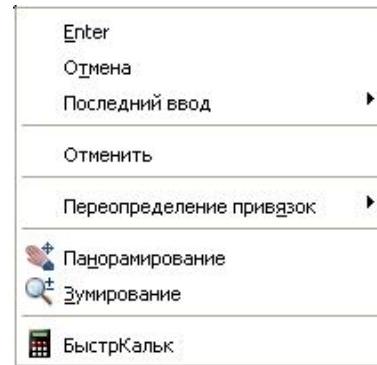 Enter
Отмена
Последний ввод
Отменить
Переопределение привязок
Панорамирование
Зумирование
БыстрКальк